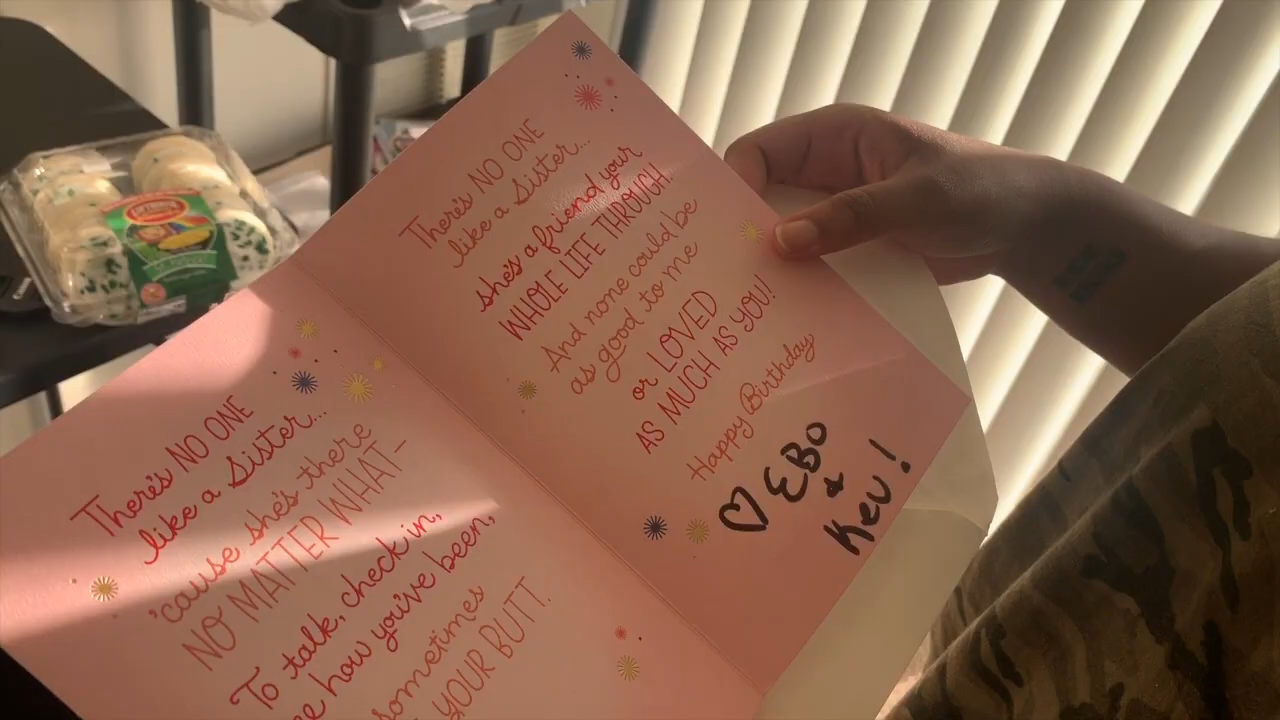 There's NO ONE
like a Sister...
'cause she's there
NO MATTER WHAT–
To talk, check in,
how you've been,
sometimes
YOUR BUTT.
There's NO ONE
like a Sister...
she's a friend your
WHOLE LIFE THROUGH.
And none could be
as good to me
or LOVED
AS MUCH AS YOU!
Happy Birthday
♡ EBO
&
Kev!